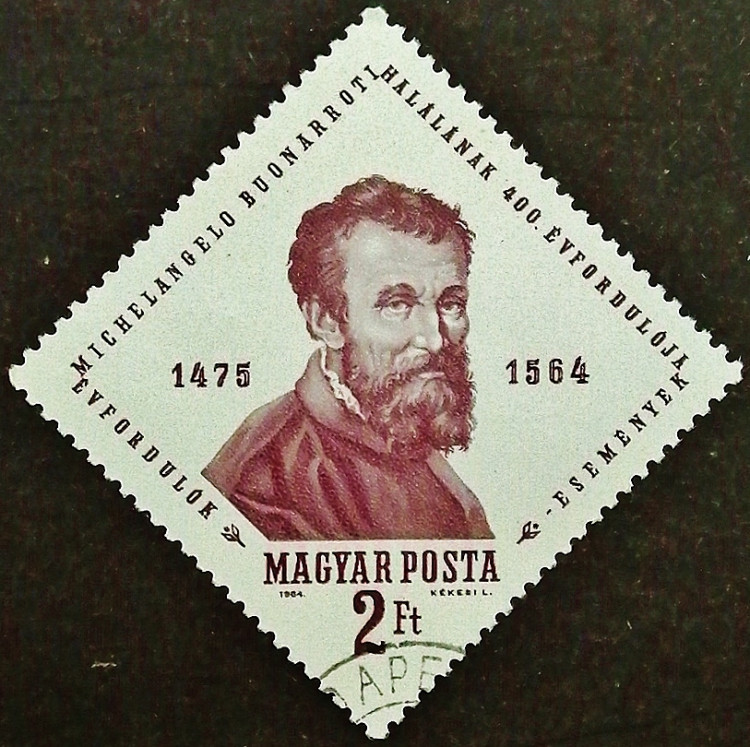 MICHELANGELO BUONARROTI
HALÁLÁNAK 400. ÉVFORDULÓJA
1475
1564
ÉVFORDULÓK
-ESEMÉNYEK
MAGYAR POSTA
1964.
KÉKESI L.
2 Ft
APE